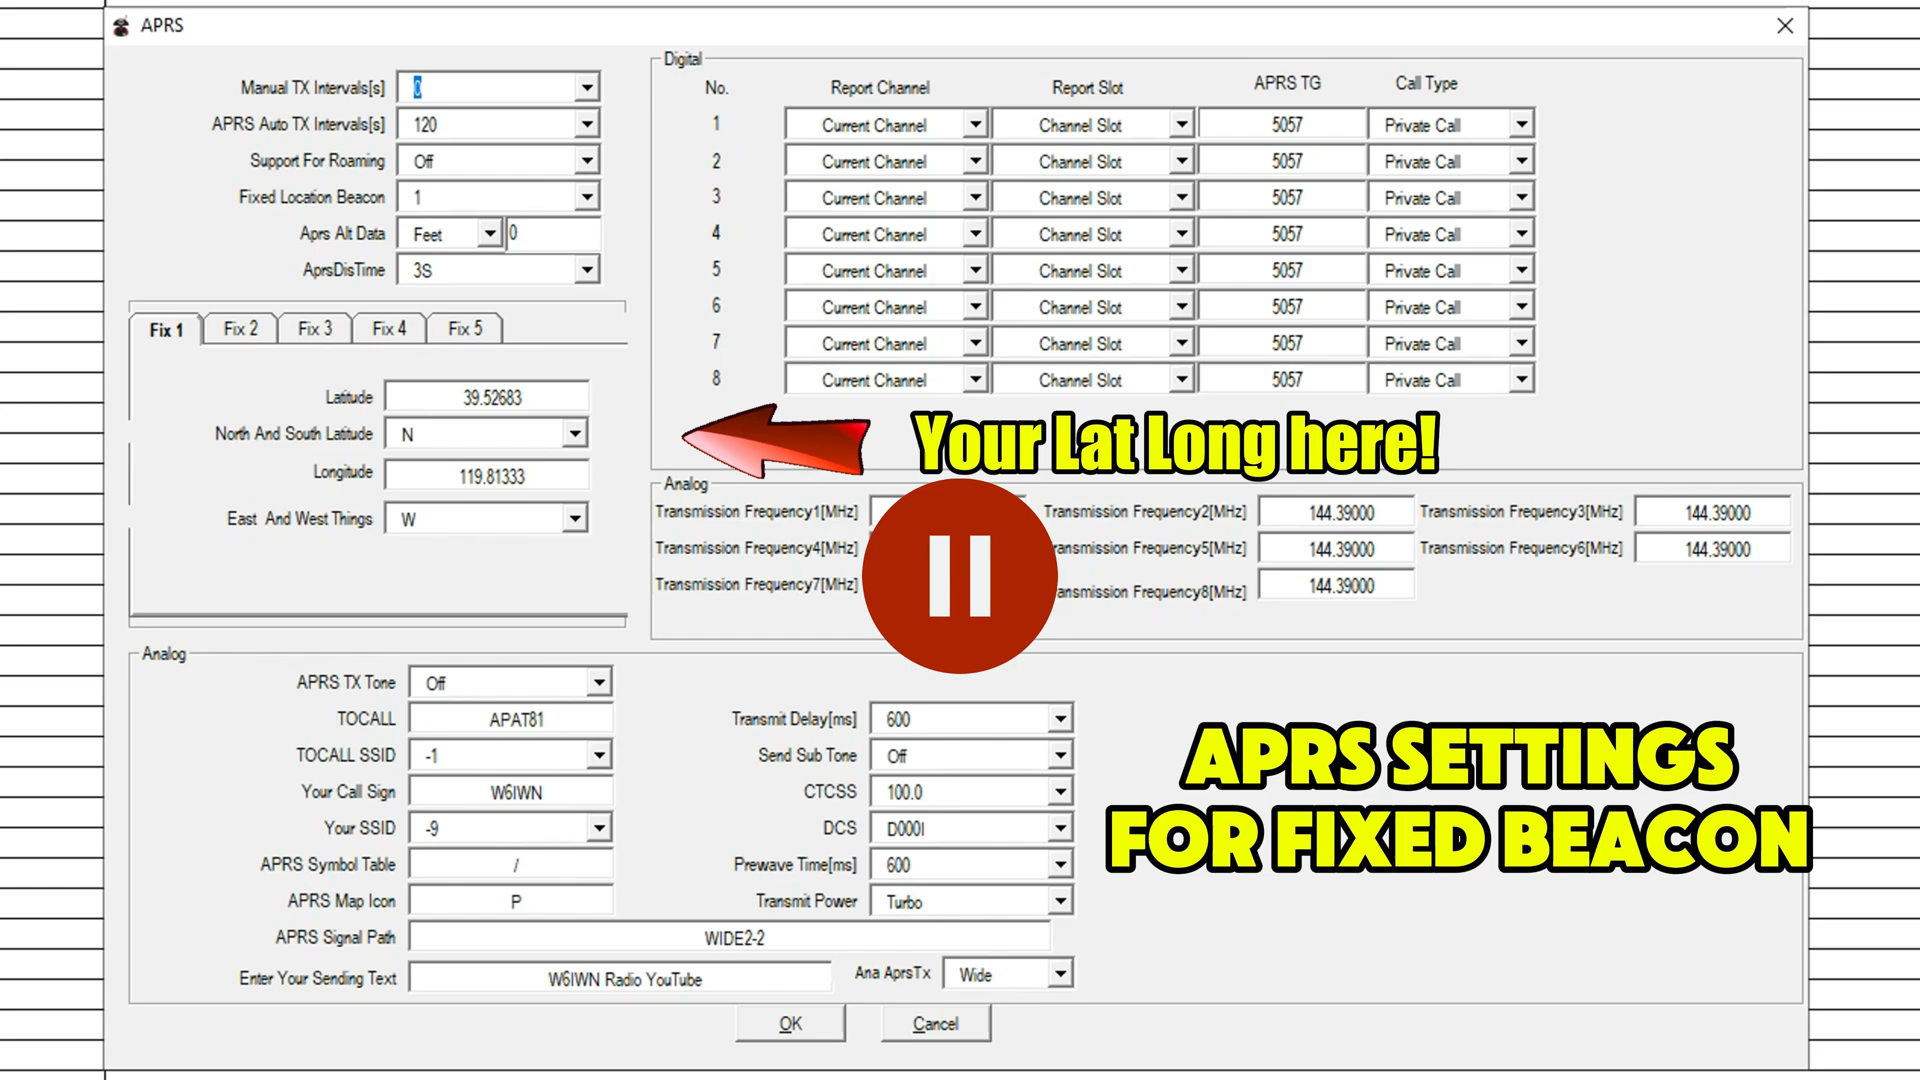 APRS
Manual TX Intervals[s] 0
APRS Auto TX Intervals[s] 120
Support For Roaming Off
Fixed Location Beacon 1
Aprs Alt Data Feet 0
AprsDisTime 3S
Fix 1 Fix 2 Fix 3 Fix 4 Fix 5
Latitude 39.52683
North And South Latitude N
Longitude 119.81333
East And West Things W
Digital
No. Report Channel Report Slot APRS TG Call Type
1 Current Channel Channel Slot 5057 Private Call
2 Current Channel Channel Slot 5057 Private Call
3 Current Channel Channel Slot 5057 Private Call
4 Current Channel Channel Slot 5057 Private Call
5 Current Channel Channel Slot 5057 Private Call
6 Current Channel Channel Slot 5057 Private Call
7 Current Channel Channel Slot 5057 Private Call
8 Current Channel Channel Slot 5057 Private Call
Your Lat Long here!
Analog
Transmission Frequency1[MHz] Transmission Frequency2[MHz] 144.39000 Transmission Frequency3[MHz] 144.39000
Transmission Frequency4[MHz] ansmission Frequency5[MHz] 144.39000 Transmission Frequency6[MHz] 144.39000
Transmission Frequency7[MHz] ansmission Frequency8[MHz] 144.39000
Analog
APRS TX Tone Off
TOCALL APAT81
TOCALL SSID -1
Your Call Sign W6IWN
Your SSID -9
APRS Symbol Table /
APRS Map Icon P
APRS Signal Path WIDE2-2
Enter Your Sending Text W6IWN Radio YouTube
Transmit Delay[ms] 600
Send Sub Tone Off
CTCSS 100.0
DCS D000I
Prewave Time[ms] 600
Transmit Power Turbo
Ana AprsTx Wide
APRS SETTINGS
FOR FIXED BEACON
OK Cancel